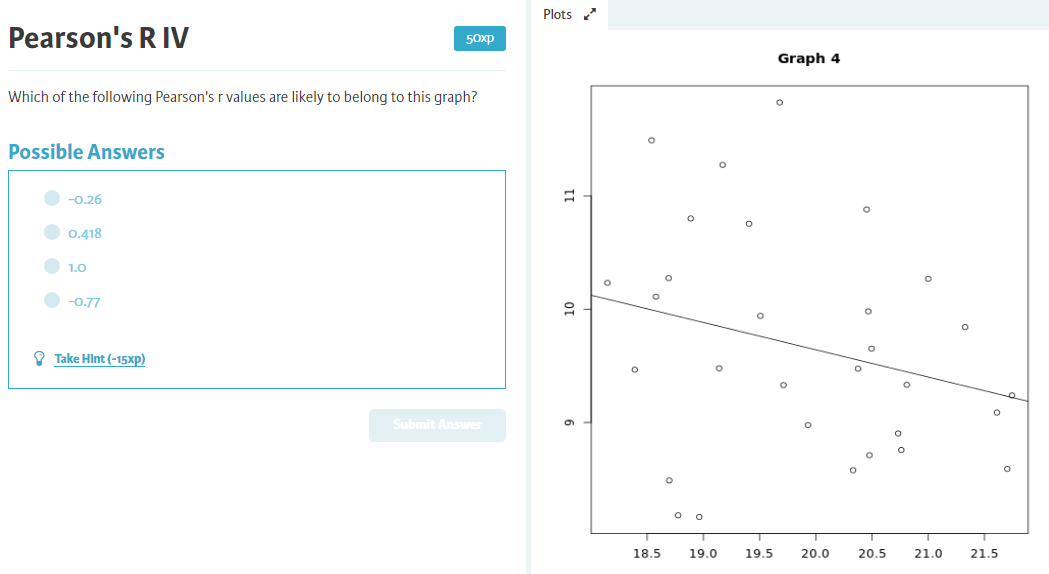 Pearson's R IV
50xp
Which of the following Pearson's r values are likely to belong to this graph?
Possible Answers
-0.26
0.418
1.0
-0.77
Take Hint (-15xp)
Submit Answer
Plots
Graph 4
11
10
9
18.5 19.0 19.5 20.0 20.5 21.0 21.5